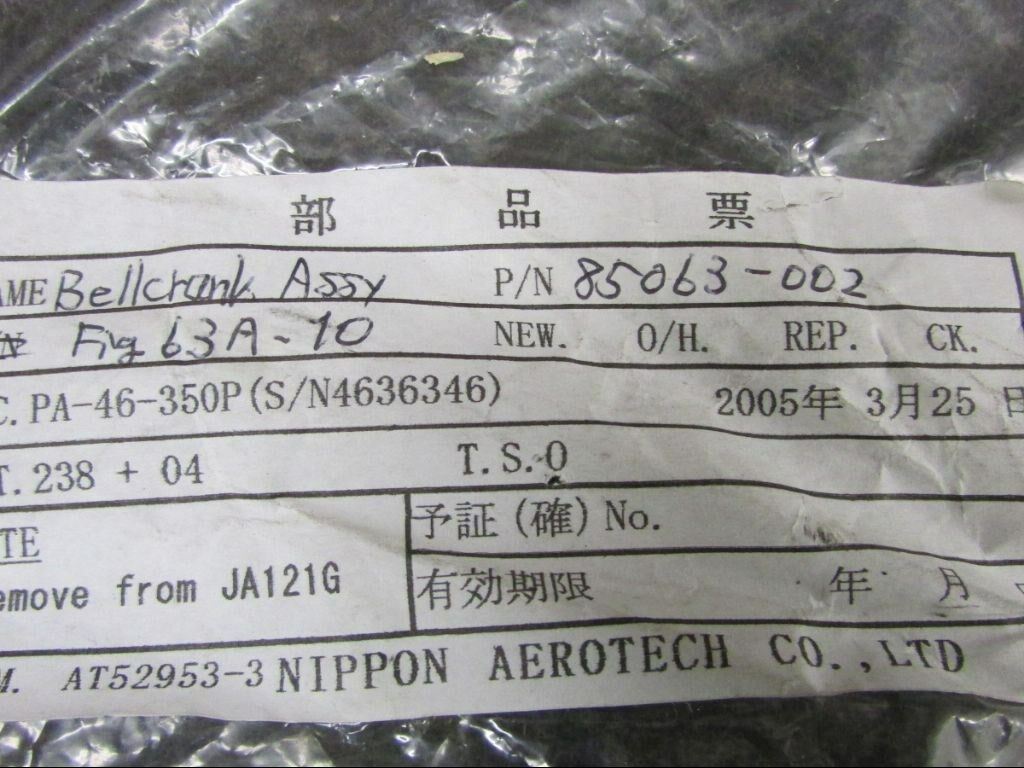 部 品 票
AME Bellcrank Assy P/N 85063-002
Fig 63A-10 NEW. O/H. REP. CK.
C. PA-46-350P(S/N4636346) 2005年 3月25日
T.238 + 04 T.S.O
TE 予証(確)No.
emove from JA121G 有効期限 年 月
M. AT52953-3 NIPPON AEROTECH CO.,LTD